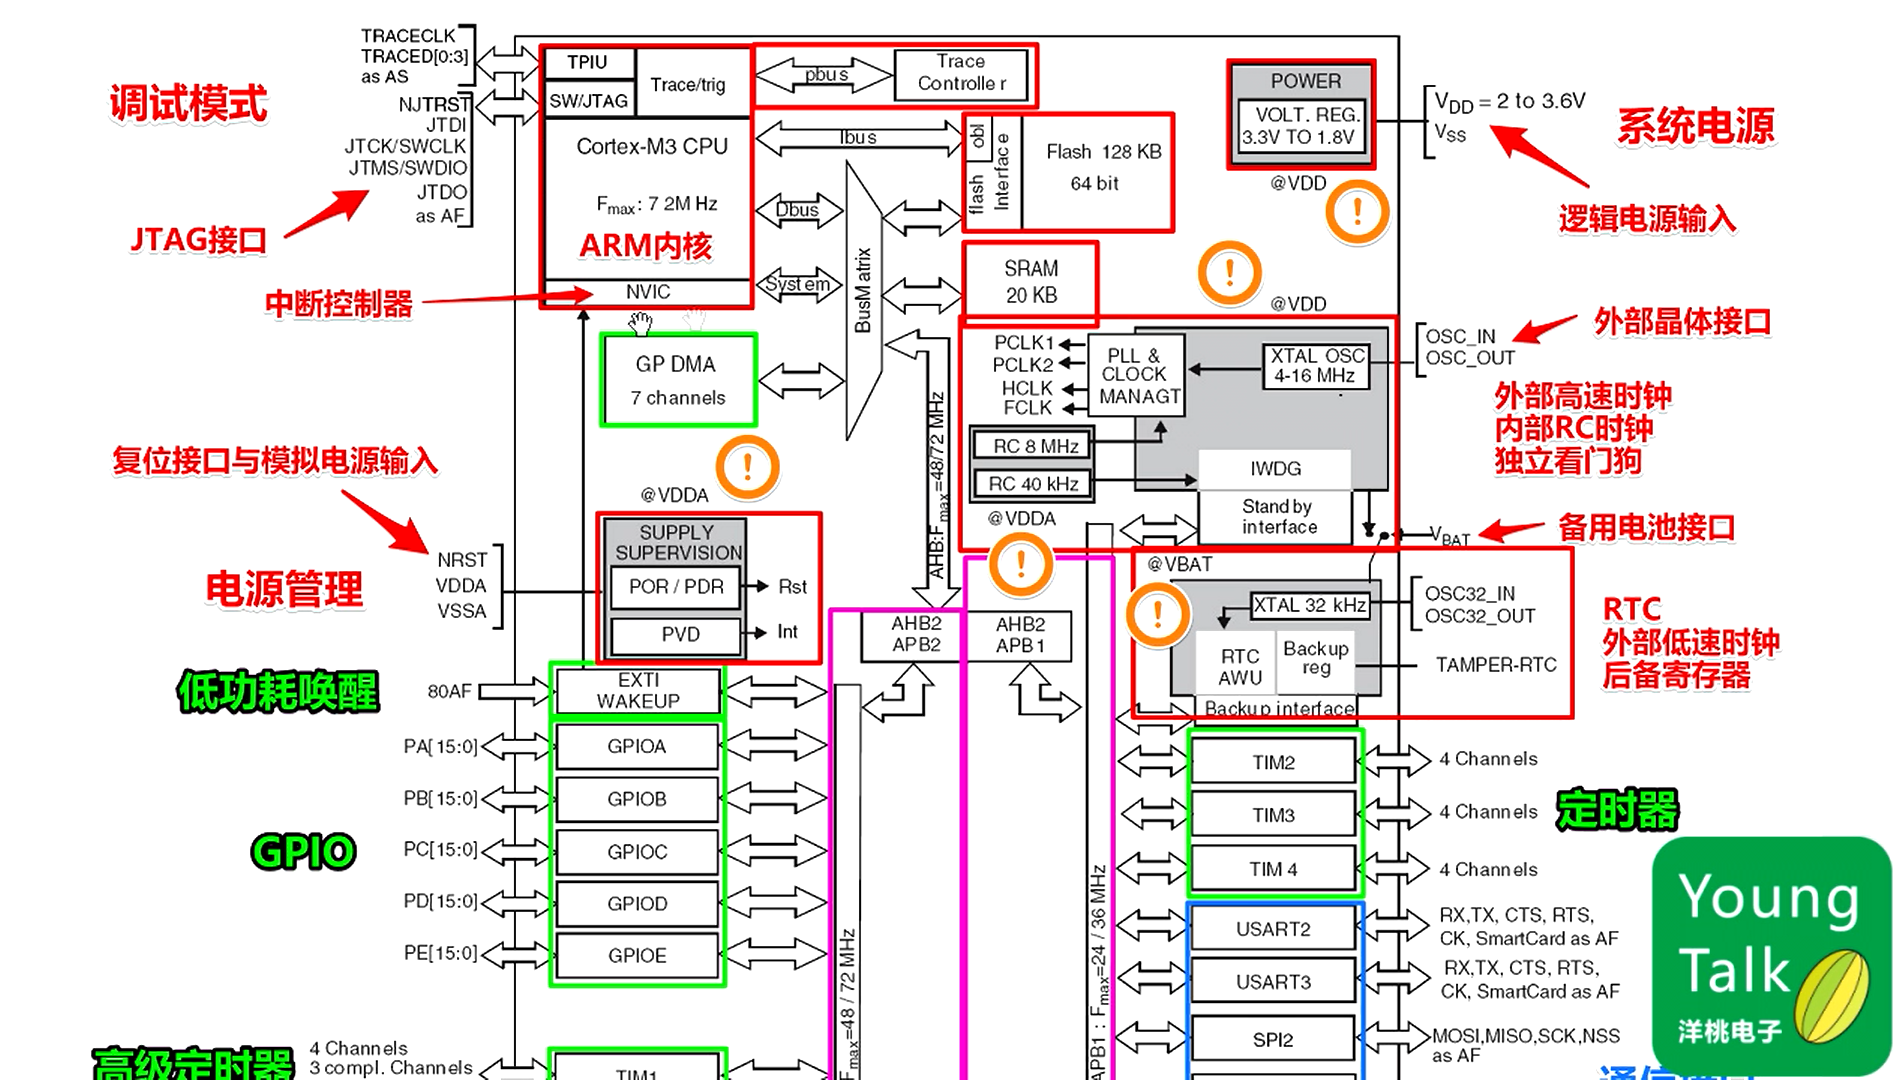 TRACECLK
TRACED[0:3]
as AS
调试模式
NJTRST
JTDI
JTCK/SWCLK
JTMS/SWDIO
JTDO
as AF
JTAG接口
中断控制器
TPIU
SW/JTAG
Trace/trig
Cortex-M3 CPU
Fmax: 7 2M Hz
ARM内核
NVIC
pbus
Trace
Controlle r
Ibus
Dbus
System
BusM atrix
obl
flash
Interface
Flash 128 KB
64 bit
SRAM
20 KB
POWER
VOLT. REG.
3.3V TO 1.8V
@VDD
VDD = 2 to 3.6V
VSS
系统电源
逻辑电源输入
!
!
@VDD
GP DMA
7 channels
PCLK1
PCLK2
HCLK
FCLK
PLL &
CLOCK
MANAGT
XTAL OSC
4-16 MHz
OSC_IN
OSC_OUT
外部晶体接口
外部高速时钟
内部RC时钟
独立看门狗
RC 8 MHz
RC 40 kHz
IWDG
Stand by
interface
@VDDA
!
VBAT
备用电池接口
复位接口与模拟电源输入
!
@VDDA
AHB:Fmax=48/72 MHz
NRST
VDDA
VSSA
电源管理
SUPPLY
SUPERVISION
POR / PDR
PVD
Rst
Int
AHB2
APB2
AHB2
APB1
@VBAT
!
XTAL 32 kHz
OSC32_IN
OSC32_OUT
RTC
AWU
Backup
reg
TAMPER-RTC
Backup interface
RTC
外部低速时钟
后备寄存器
低功耗唤醒
80AF
EXTI
WAKEUP
PA[15:0]
GPIOA
PB[15:0]
GPIOB
GPIO
PC[15:0]
GPIOC
PD[15:0]
GPIOD
PE[15:0]
GPIOE
Fmax=48 / 72 MHz
APB1 : Fmax=24 / 36 MHz
TIM2
4 Channels
TIM3
4 Channels
定时器
TIM 4
4 Channels
USART2
RX,TX, CTS, RTS,
CK, SmartCard as AF
USART3
RX,TX, CTS, RTS,
CK, SmartCard as AF
SPI2
MOSI,MISO,SCK,NSS
as AF
高级定时器
4 Channels
3 compl. Channels
TIM1
通信接口
Young
Talk
洋桃电子